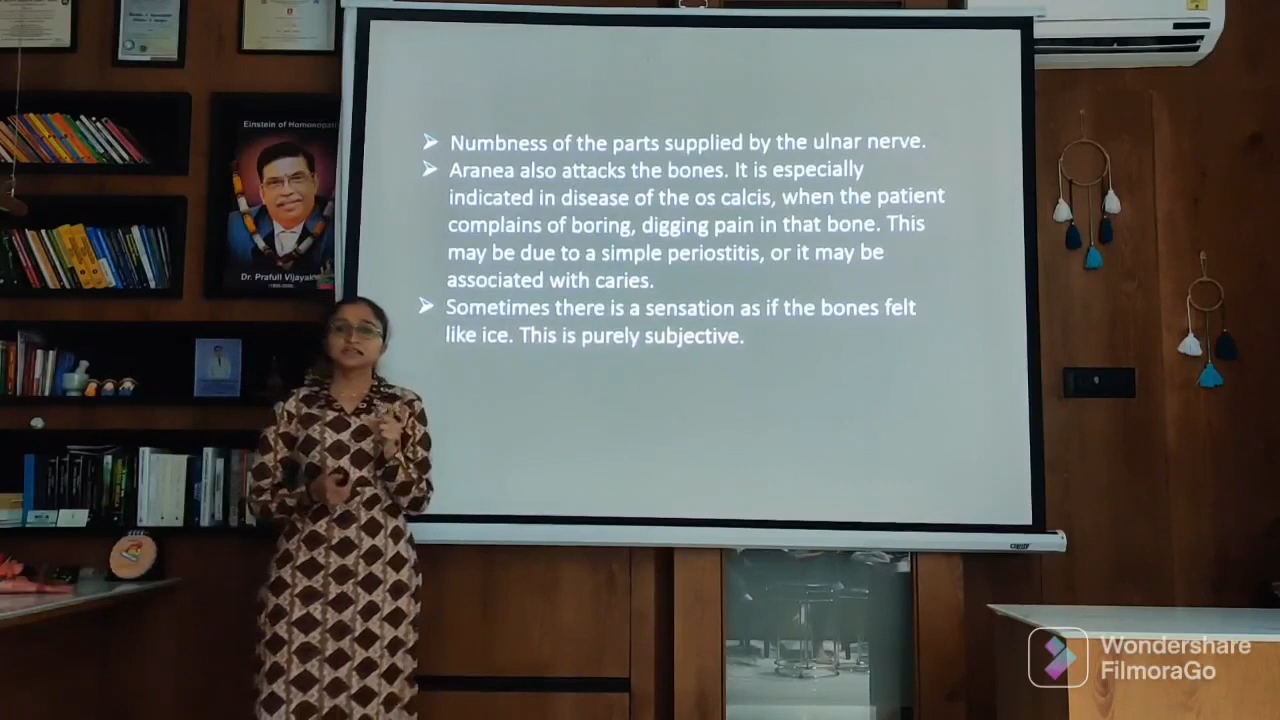 Einstein of Homoeopathy
Dr. Prafull Vijayakar
➢ Numbness of the parts supplied by the ulnar nerve.
➢ Aranea also attacks the bones. It is especially
indicated in disease of the os calcis, when the patient
complains of boring, digging pain in that bone. This
may be due to a simple periostitis, or it may be
associated with caries.
➢ Sometimes there is a sensation as if the bones felt
like ice. This is purely subjective.
Wondershare
FilmoraGo